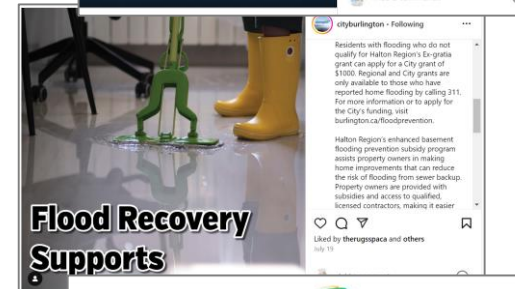 Flood Recovery
Supports
cityburlington • Following
Residents with flooding who do not
qualify for Halton Region's Ex-gratia
grant can apply for a City grant of
$1000. Regional and City grants are
only available to those who have
reported home flooding by calling 311.
For more information or to apply for
the City's funding, visit
burlington.ca/floodprevention.
Halton Region's enhanced basement
flooding prevention subsidy program
assists property owners in making
home improvements that can reduce
the risk of flooding from sewer backup.
Property owners are provided with
subsidies and access to qualified,
licensed contractors, making it easier
Liked by therugsspaca and others
July 19